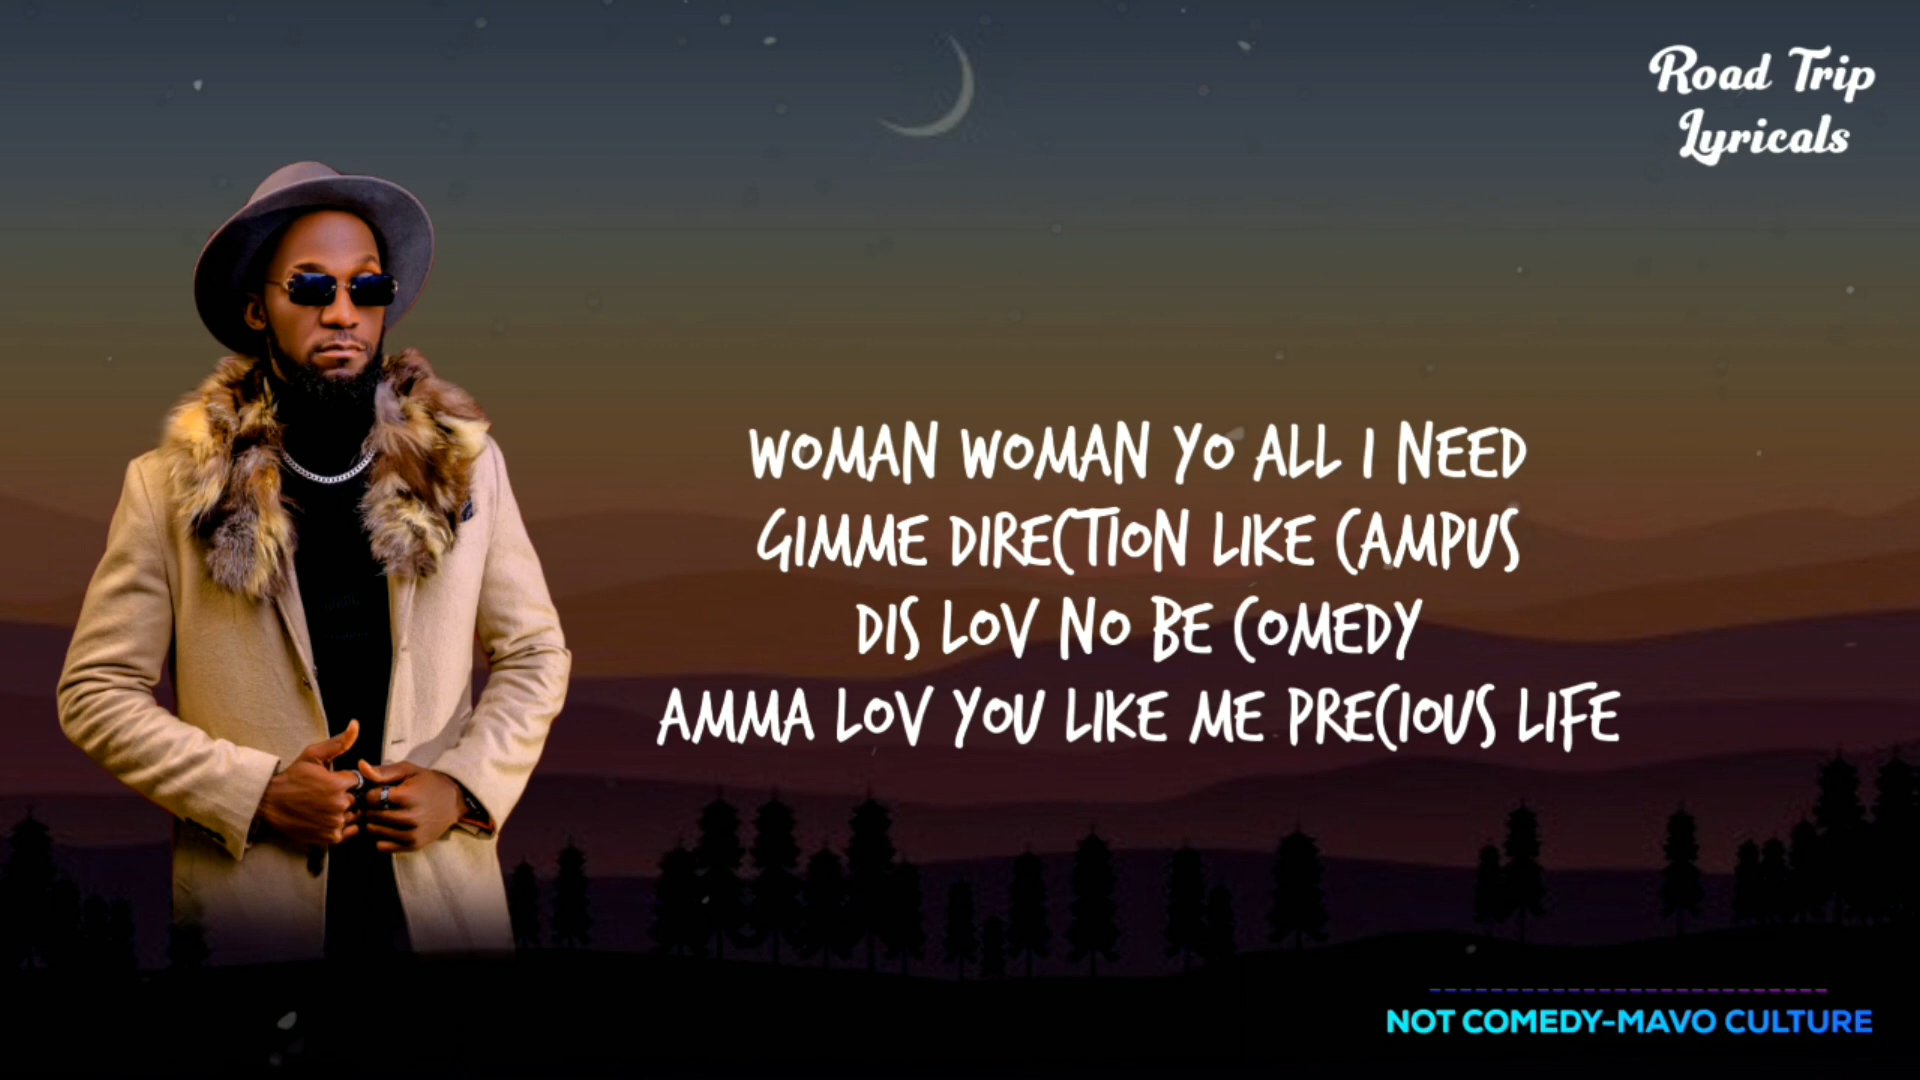 Road Trip
Lyricals
WOMAN WOMAN YO ALL I NEED
GIMME DIRECTION LIKE CAMPUS
DIS LOV NO BE COMEDY
AMMA LOV YOU LIKE ME PRECIOUS LIFE
NOT COMEDY-MAVO CULTURE